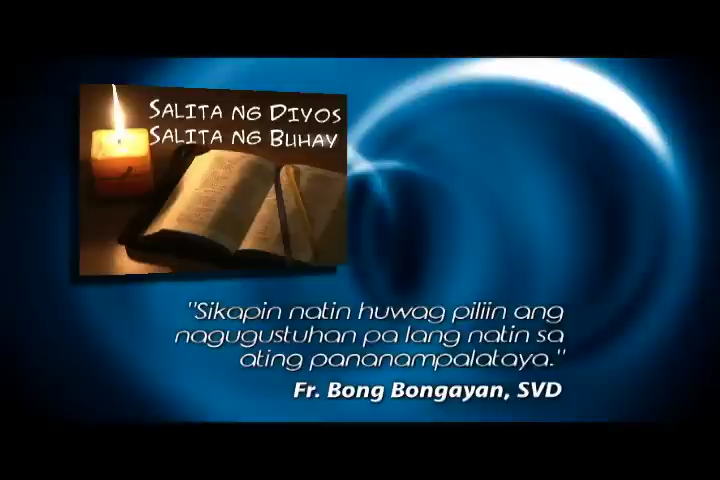 SALITA NG DIYOS
SALITA NG BUHAY
"Sikapin natin huwag piliin ang
nagugustuhan pa lang natin sa
ating pananampalataya."
Fr. Bong Bongayan, SVD